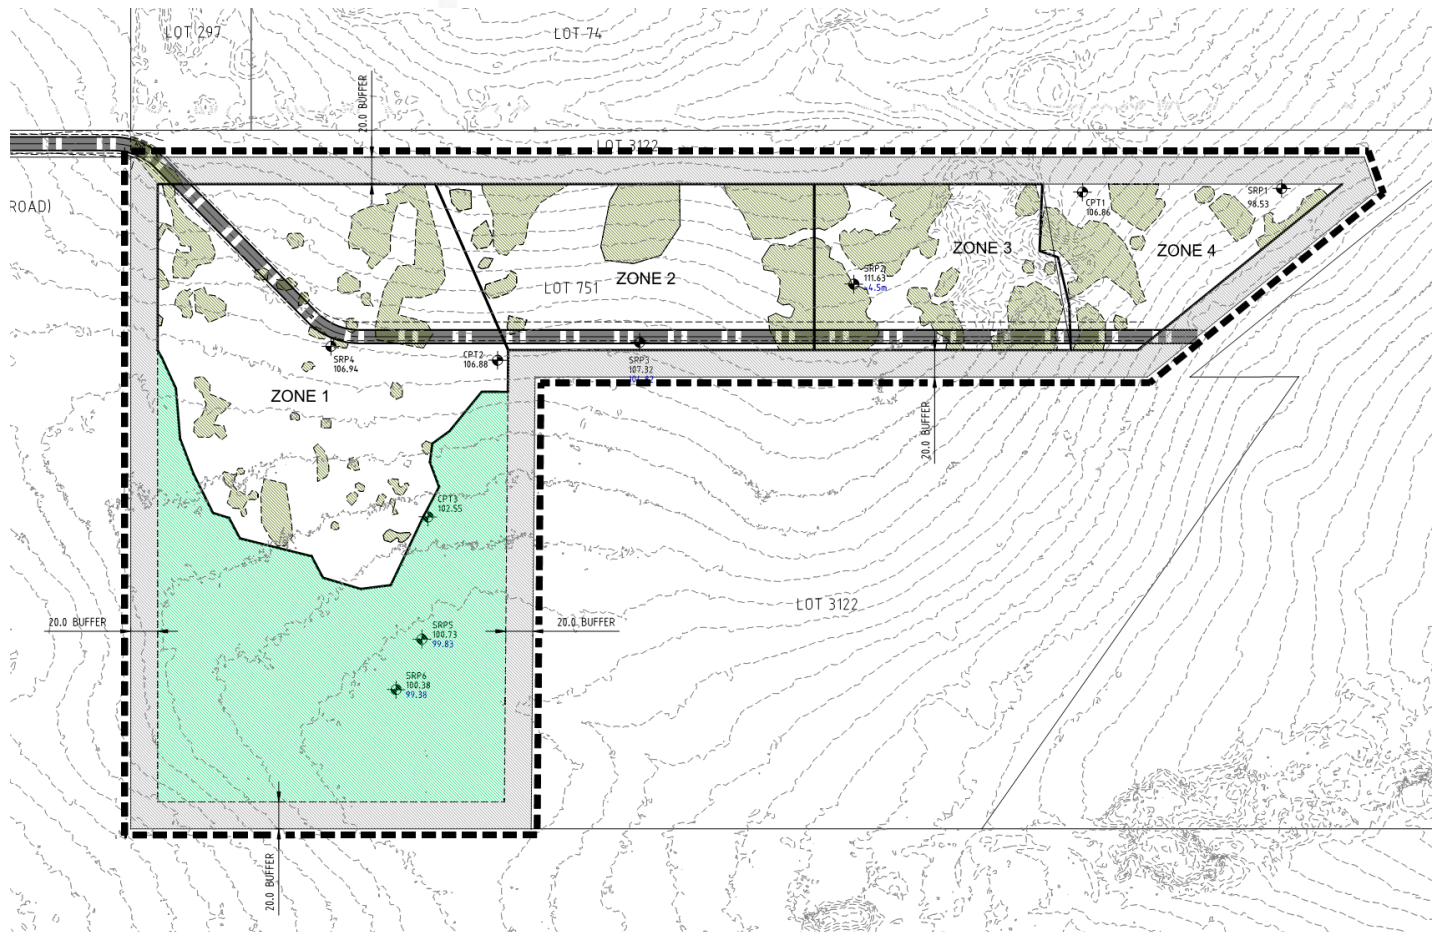 LOT 297
LOT 74
20.0 BUFFER
LOT 3122
ROAD)
SRP1
98.53
CPT1
106.86
ZONE 3
ZONE 4
SRP2
111.63
44.5m
ZONE 2
LOT 751
SRP4
106.94
CPT2
106.88
SRP3
107.32
ZONE 1
20.0 BUFFER
CPT3
102.55
LOT 3122
20.0 BUFFER
20.0 BUFFER
SRP5
100.73
99.83
SRP6
100.38
99.38
20.0 BUFFER